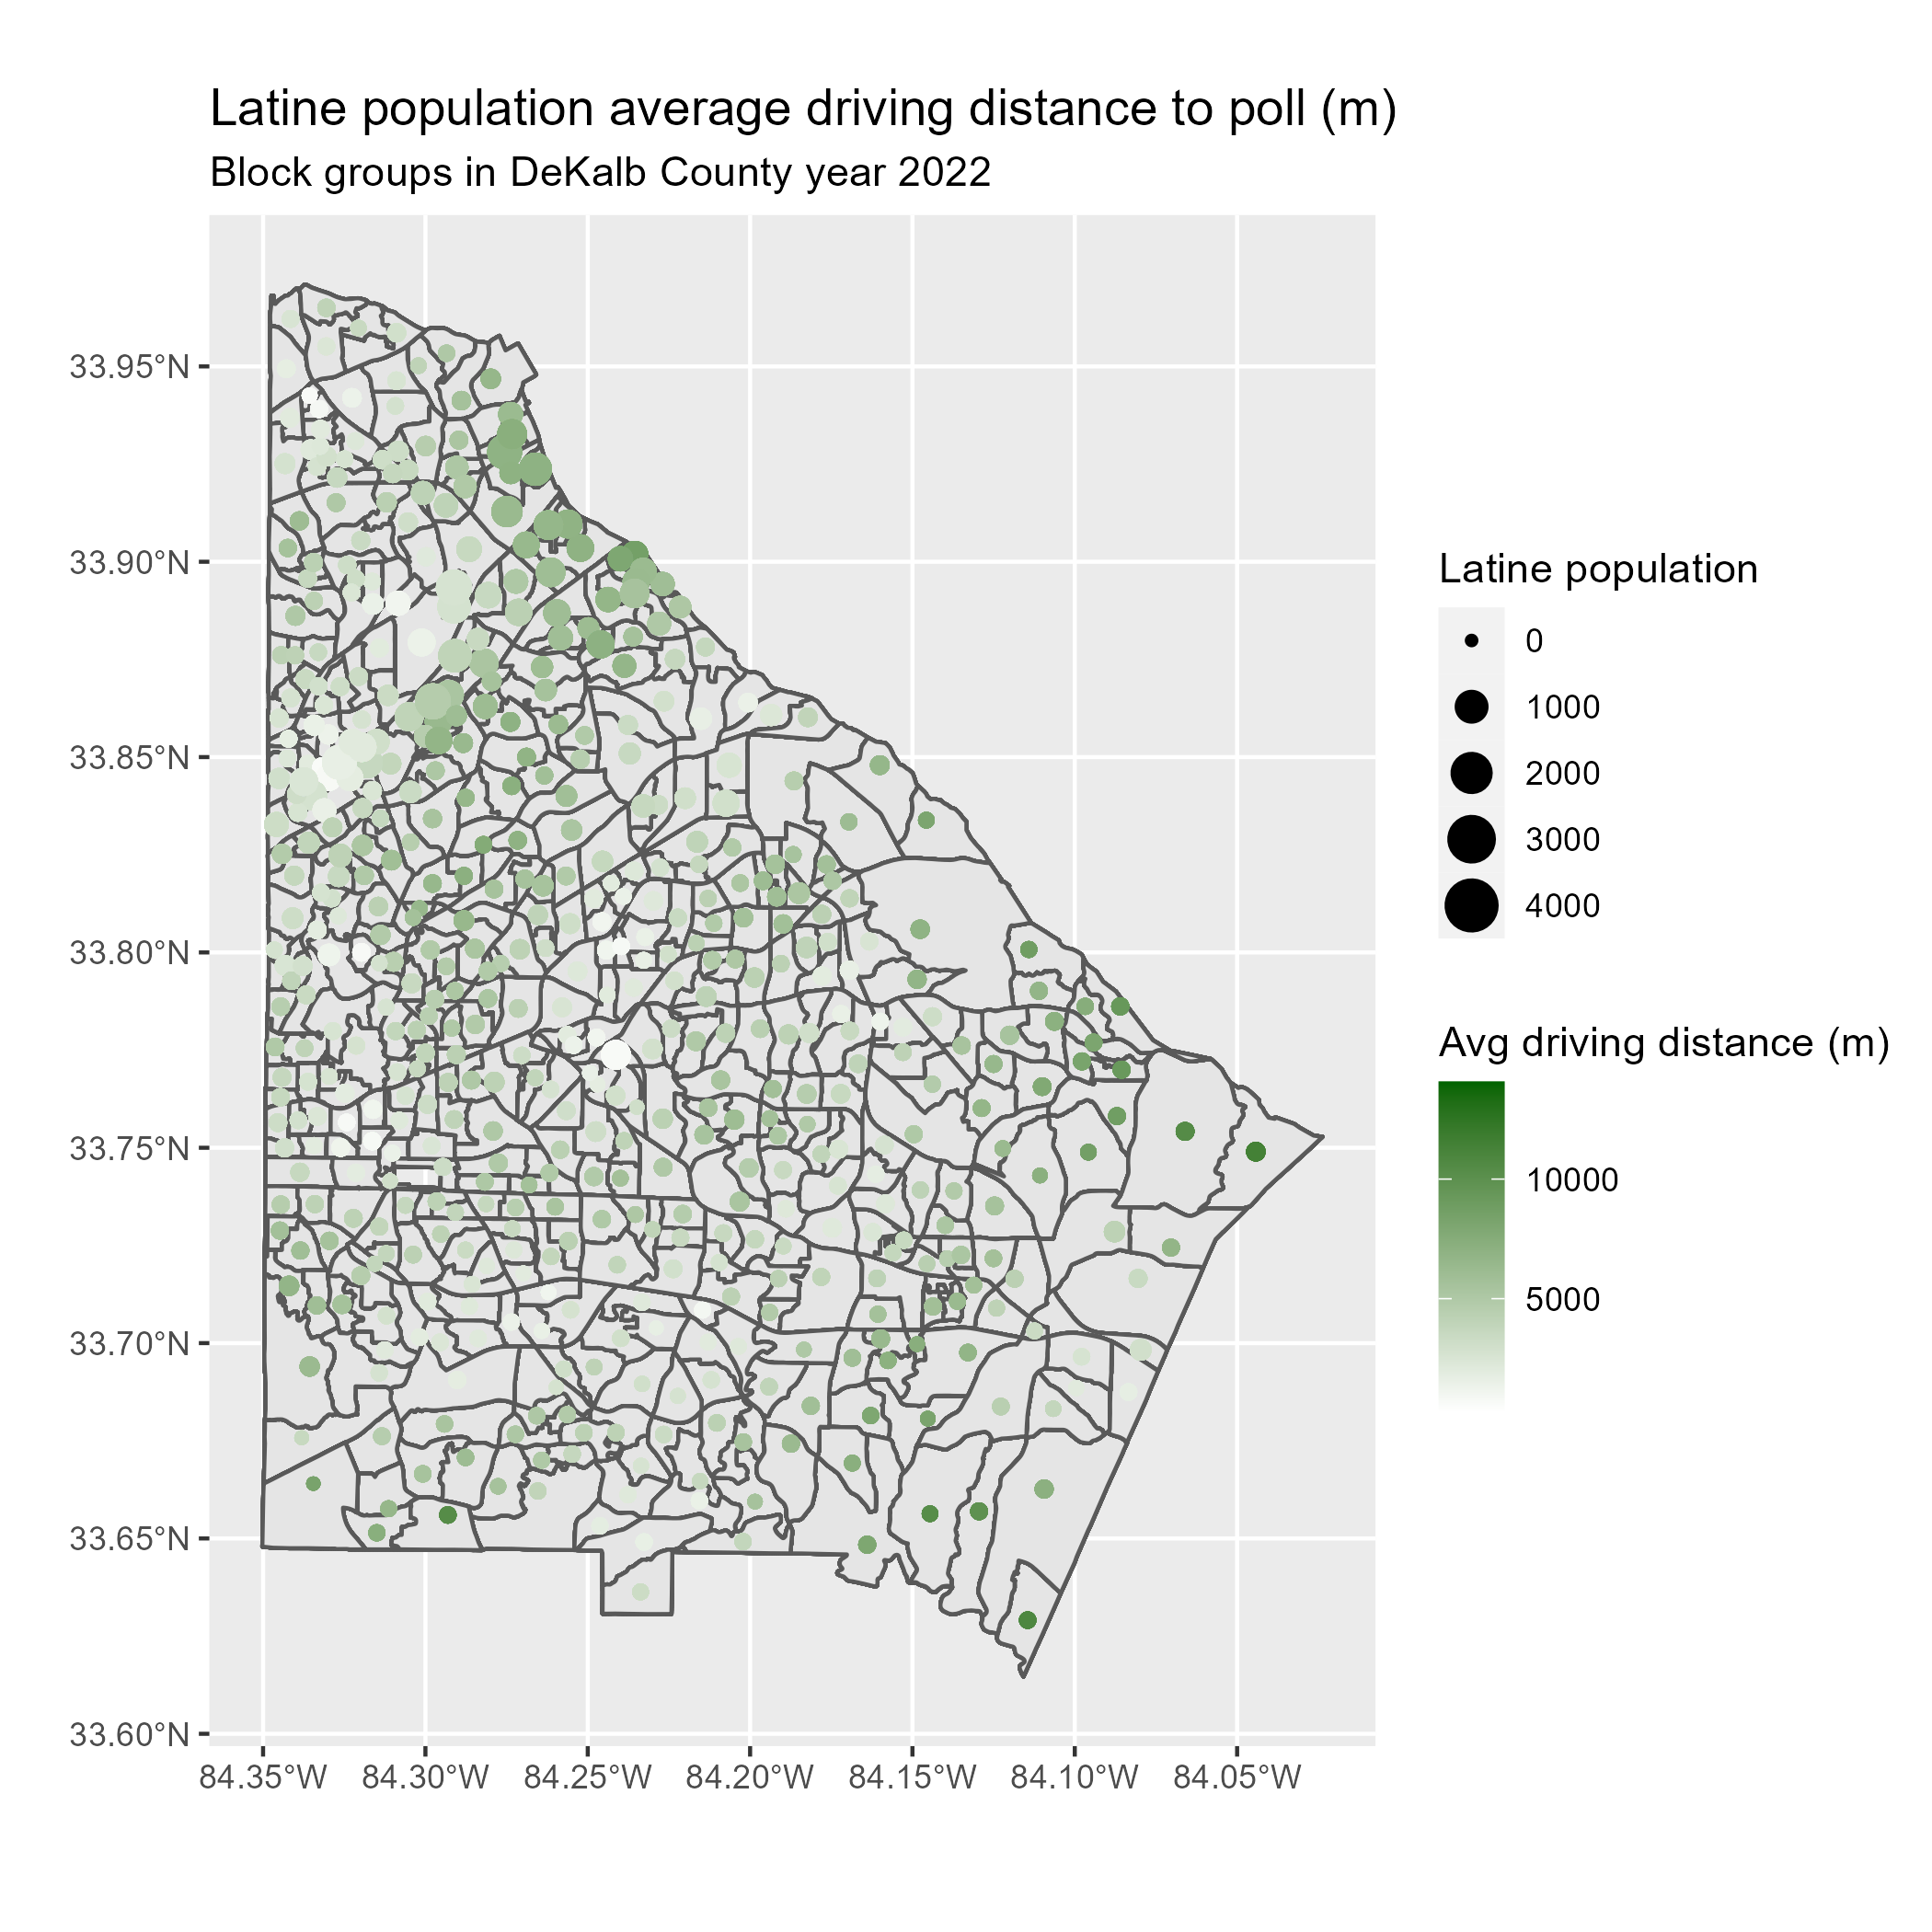 Latine population average driving distance to poll (m)
Block groups in DeKalb County year 2022
33.95°N
33.90°N
33.85°N
33.80°N
33.75°N
33.70°N
33.65°N
33.60°N
84.35°W 84.30°W 84.25°W 84.20°W 84.15°W 84.10°W 84.05°W
Latine population
0
1000
2000
3000
4000
Avg driving distance (m)
10000
5000